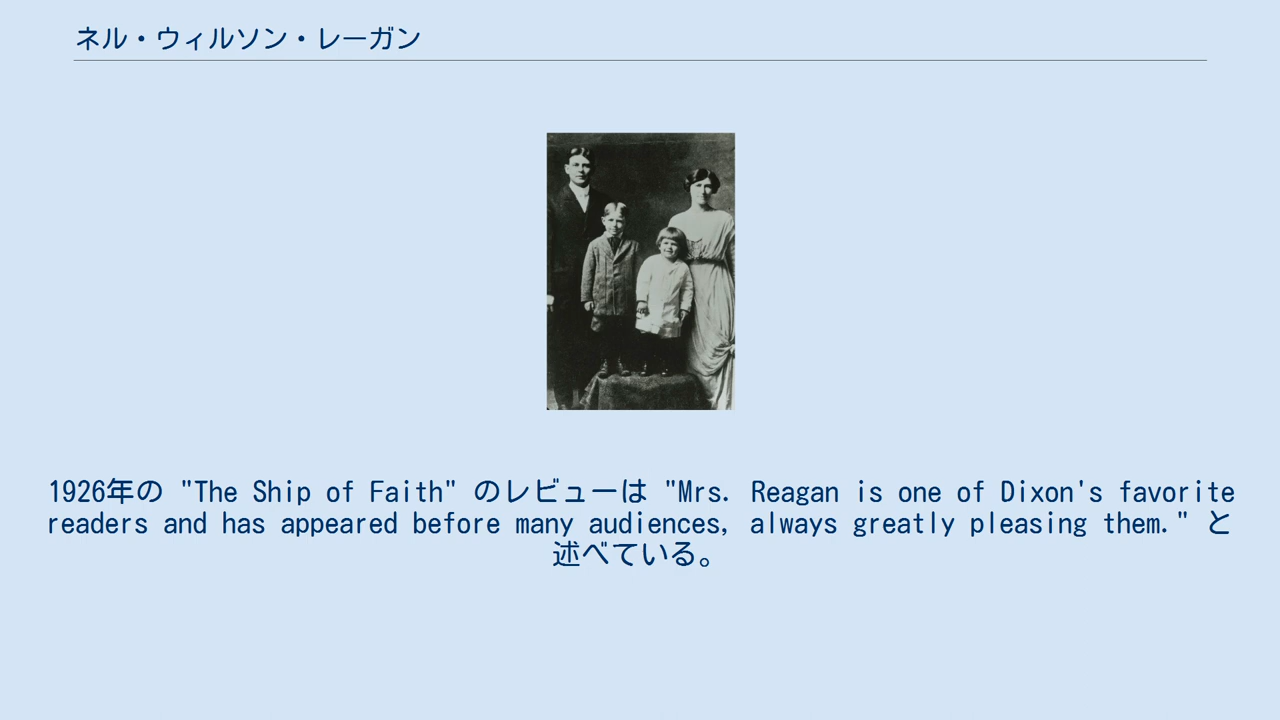 ネル・ウィルソン・レーガン
1926年の "The Ship of Faith" のレビューは "Mrs. Reagan is one of Dixon's favorite
readers and has appeared before many audiences, always greatly pleasing them." と
述べている。